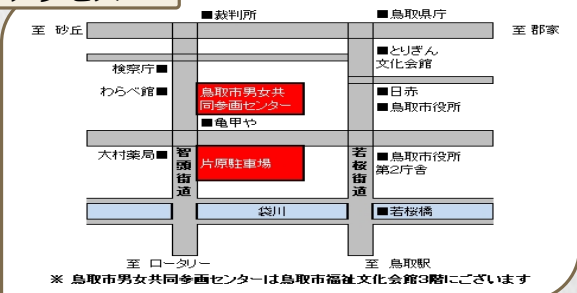 アクセス
■裁判所
■鳥取県庁
至 砂丘
至 郡家
■とりぎん
文化会館
検察庁■
わらべ館■
鳥取市男女共
同参画センター
■日赤
■鳥取市役所
■亀甲や
大村薬局■
智頭街道
片原駐車場
若桜街道
■鳥取市役所
第2庁舎
袋川
■若桜橋
至 ロータリー
至 鳥取駅
※ 鳥取市男女共同参画センターは鳥取市福祉文化会館3階にございます